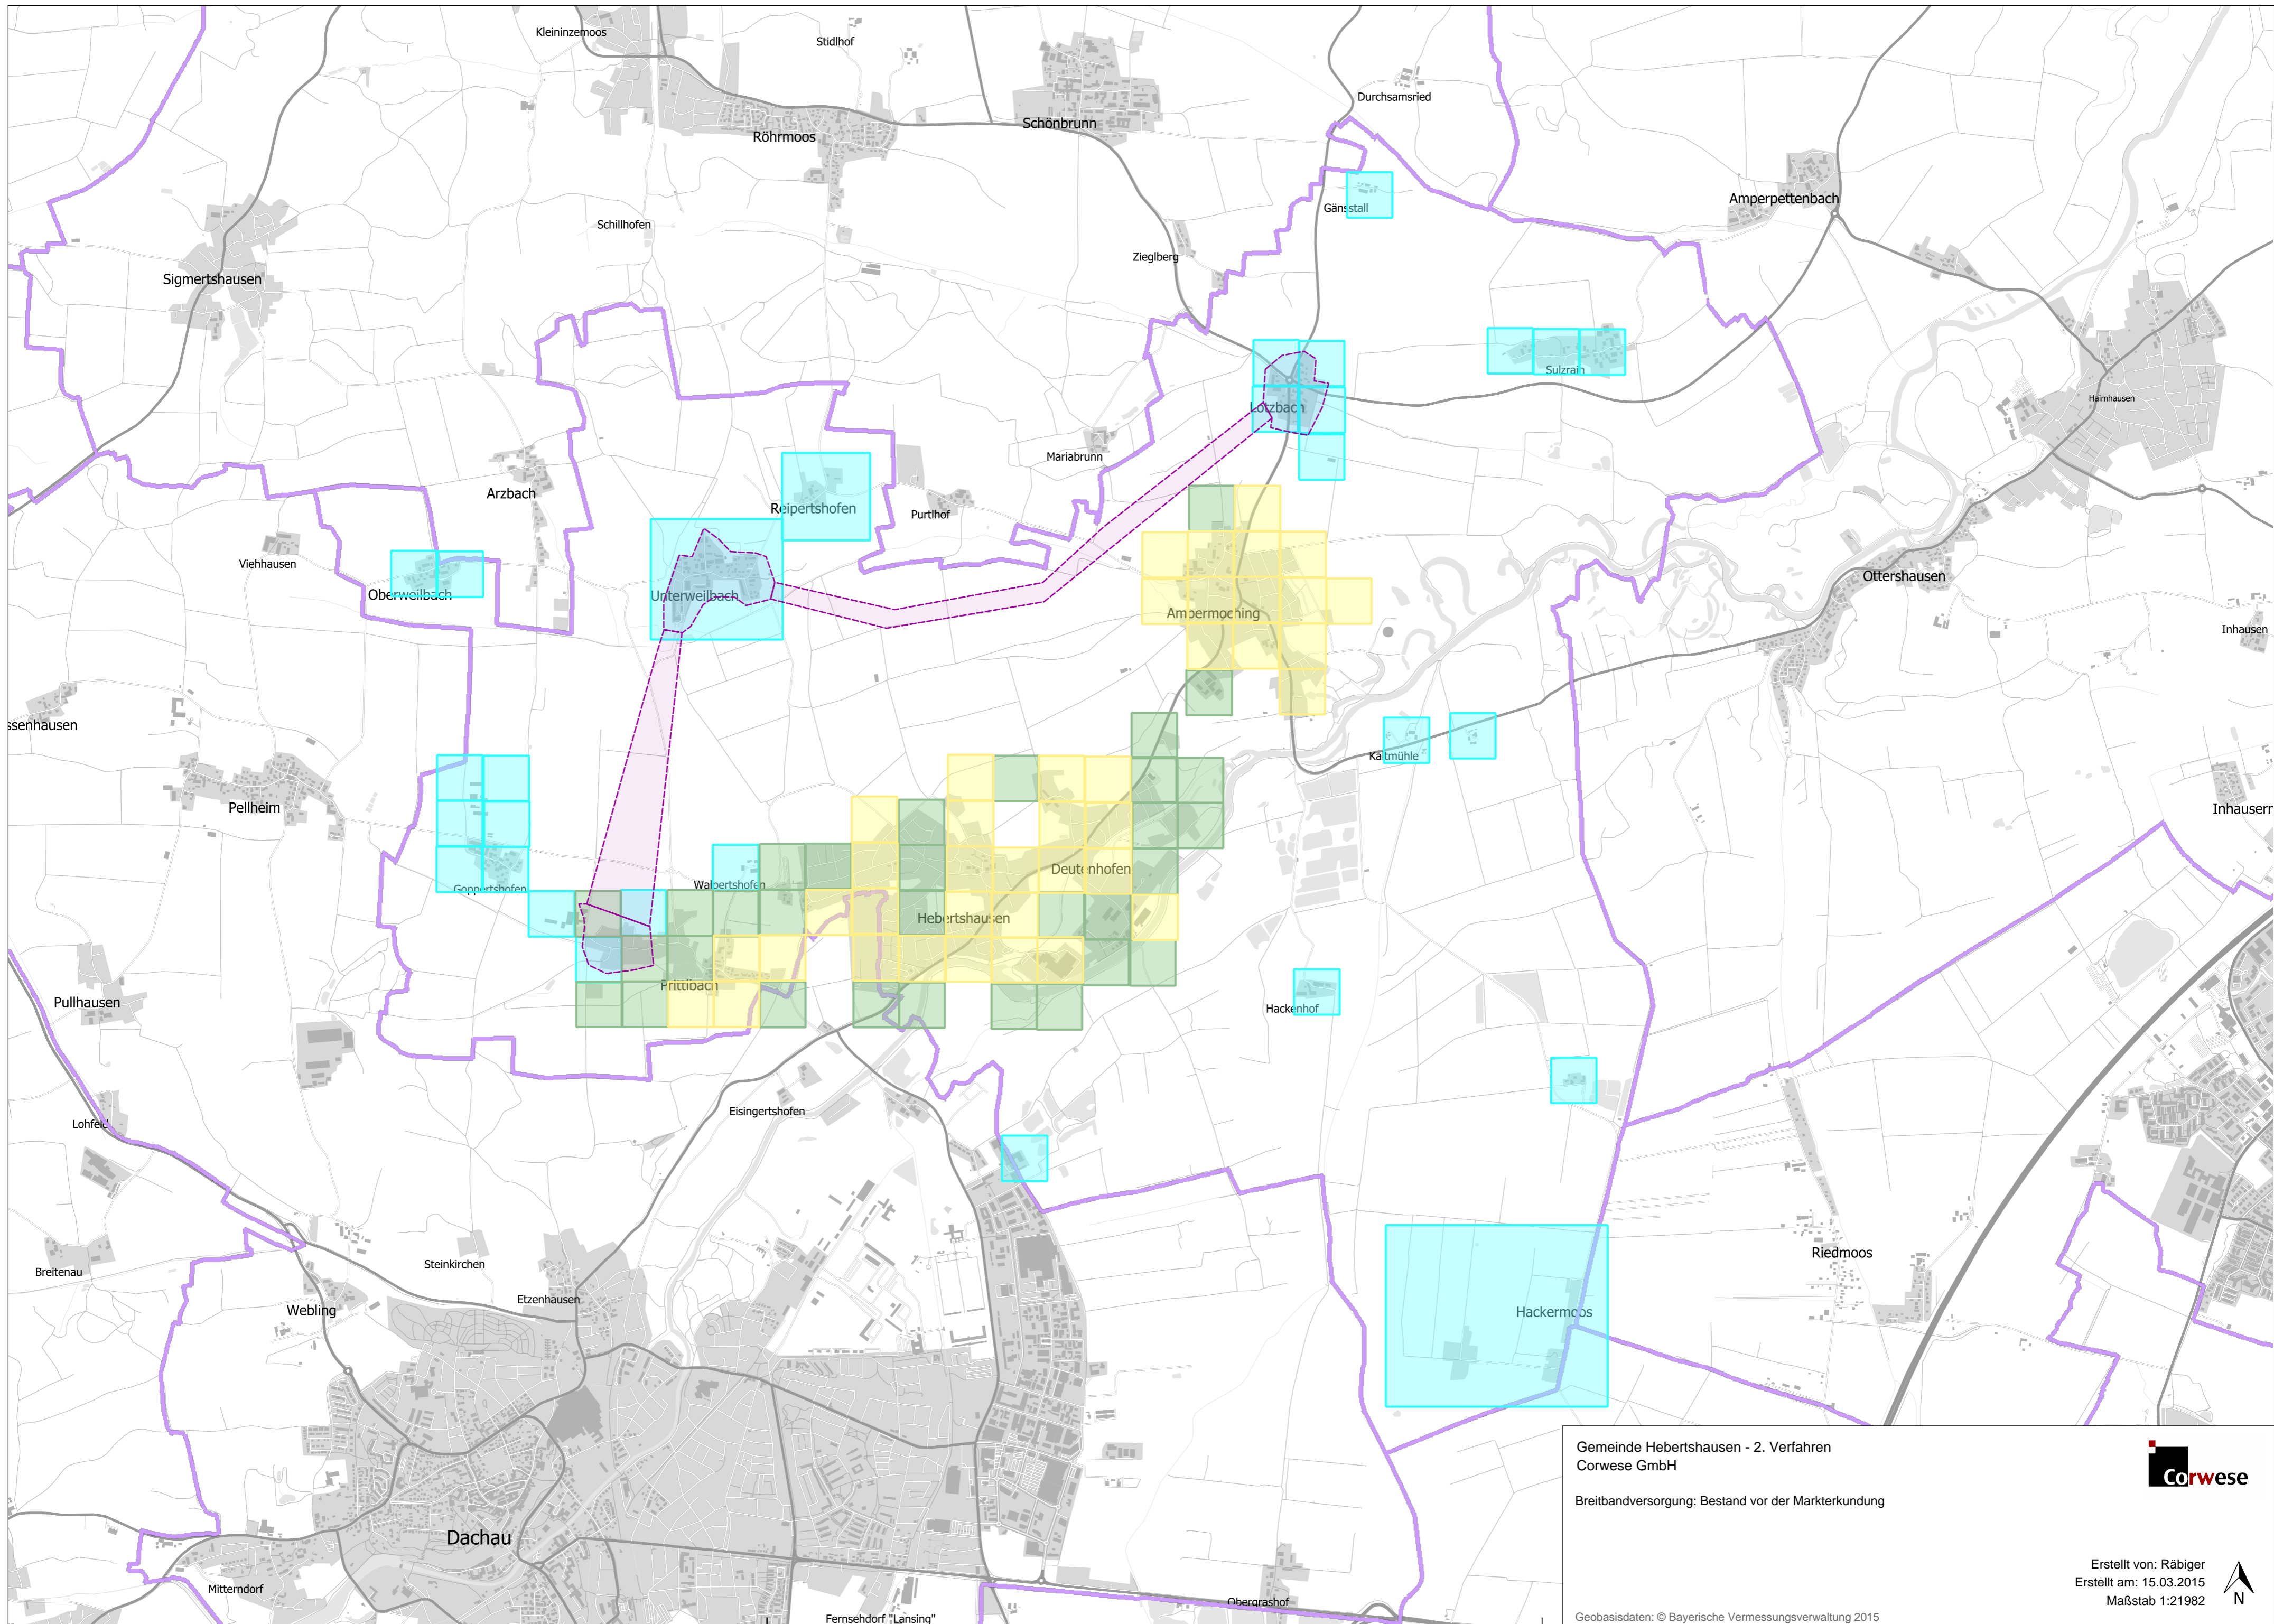 Kleininzemoos
Stidlhof
Durchsamsried
Schönbrunn
Röhrmoos
Amperpettenbach
Gänsstall
Schillhofen
Zieglberg
Sigmertshausen
Sulzrain
Haimhausen
Lotzbach
Mariabrunn
Arzbach
Reipertshofen
Purtlhof
Viehhausen
Ottershausen
Oberweilbach
Unterweilbach
Ampermoching
Inhausen
ssenhausen
Kaltmühle
Pellheim
Inhausern
Deutenhofen
Walpertshofen
Goppertshofen
Hebertshausen
Prittlbach
Pullhausen
Hackenhof
Eisingertshofen
Lohfeld
Riedmoos
Steinkirchen
Breitenau
Etzenhausen
Webling
Hackermoos
Dachau
Mitterndorf
Obergrashof
Fernsehdorf "Lansing"
Gemeinde Hebertshausen - 2. Verfahren
Corwese GmbH
Corwese
Breitbandversorgung: Bestand vor der Markterkundung
Erstellt von: Räbiger
Erstellt am: 15.03.2015
Maßstab 1:21982
N
Geobasisdaten: © Bayerische Vermessungsverwaltung 2015